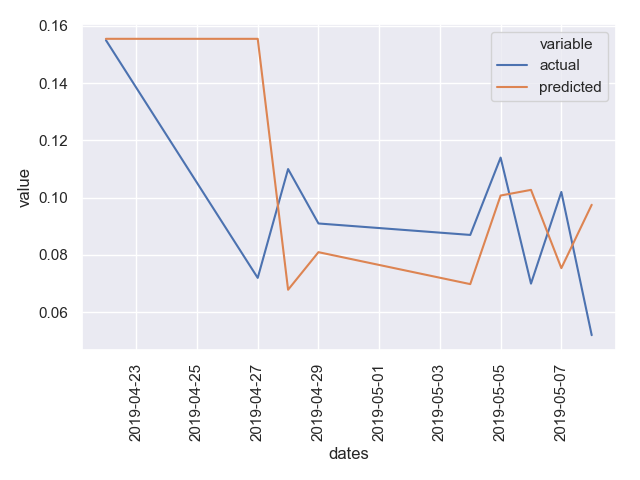 0.16
0.14
0.12
0.10
0.08
0.06
value
variable
actual
predicted
2019-04-23
2019-04-25
2019-04-27
2019-04-29
2019-05-01
2019-05-03
2019-05-05
2019-05-07
dates